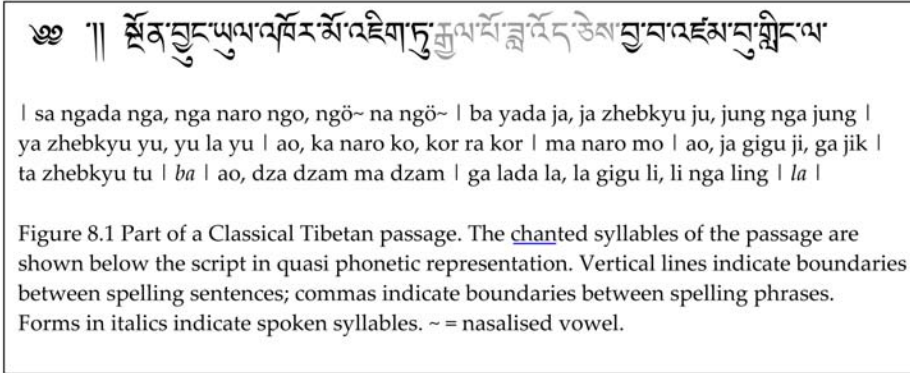 ༄༅ །། སྔོན་བྱུང་ཡུལ་འཁོར་མོ་འཇིག་ཏུ་རྒྱལ་པོ་ཟླ་འོད་ཅེས་བྱ་བ་འཛམ་བུ་གླིང་ལ་
| sa ngada nga, nga naro ngo, ngö~ na ngö~ | ba yada ja, ja zhebkyu ju, jung nga jung |
ya zhebkyu yu, yu la yu | ao, ka naro ko, kor ra kor | ma naro mo | ao, ja gigu ji, ga jik |
ta zhebkyu tu | ba | ao, dza dzam ma dzam | ga lada la, la gigu li, li nga ling | la |
Figure 8.1 Part of a Classical Tibetan passage. The chanted syllables of the passage are
shown below the script in quasi phonetic representation. Vertical lines indicate boundaries
between spelling sentences; commas indicate boundaries between spelling phrases.
Forms in italics indicate spoken syllables. ~ = nasalised vowel.